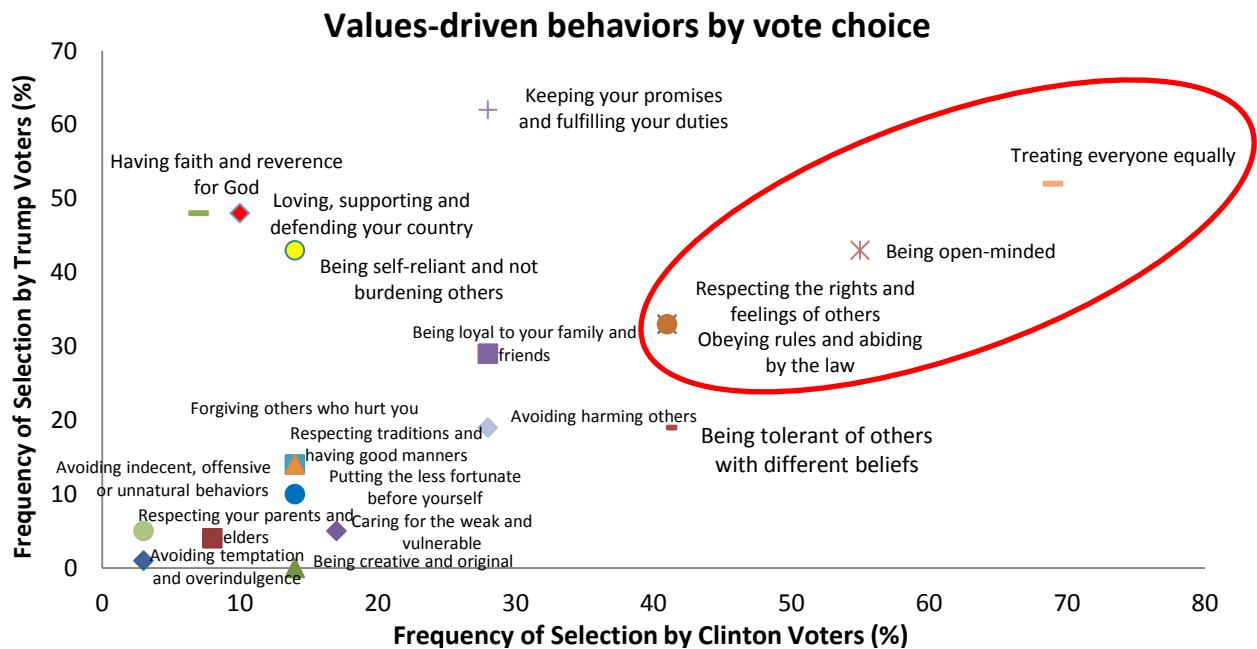 Values-driven behaviors by vote choice
Frequency of Selection by Trump Voters (%)
70
60
50
40
30
20
10
0
Keeping your promises
and fulfilling your duties
Treating everyone equally
Having faith and reverence
for God
Loving, supporting and
defending your country
Being open-minded
Being self-reliant and not
burdening others
Respecting the rights and
feelings of others
Obeying rules and abiding
by the law
Being loyal to your family and
friends
Forgiving others who hurt you
Avoiding harming others
Being tolerant of others
with different beliefs
Respecting traditions and
having good manners
Avoiding indecent, offensive
or unnatural behaviors
Putting the less fortunate
before yourself
Respecting your parents and
elders
Caring for the weak and
vulnerable
Avoiding temptation
and overindulgence
Being creative and original
0 10 20 30 40 50 60 70 80
Frequency of Selection by Clinton Voters (%)